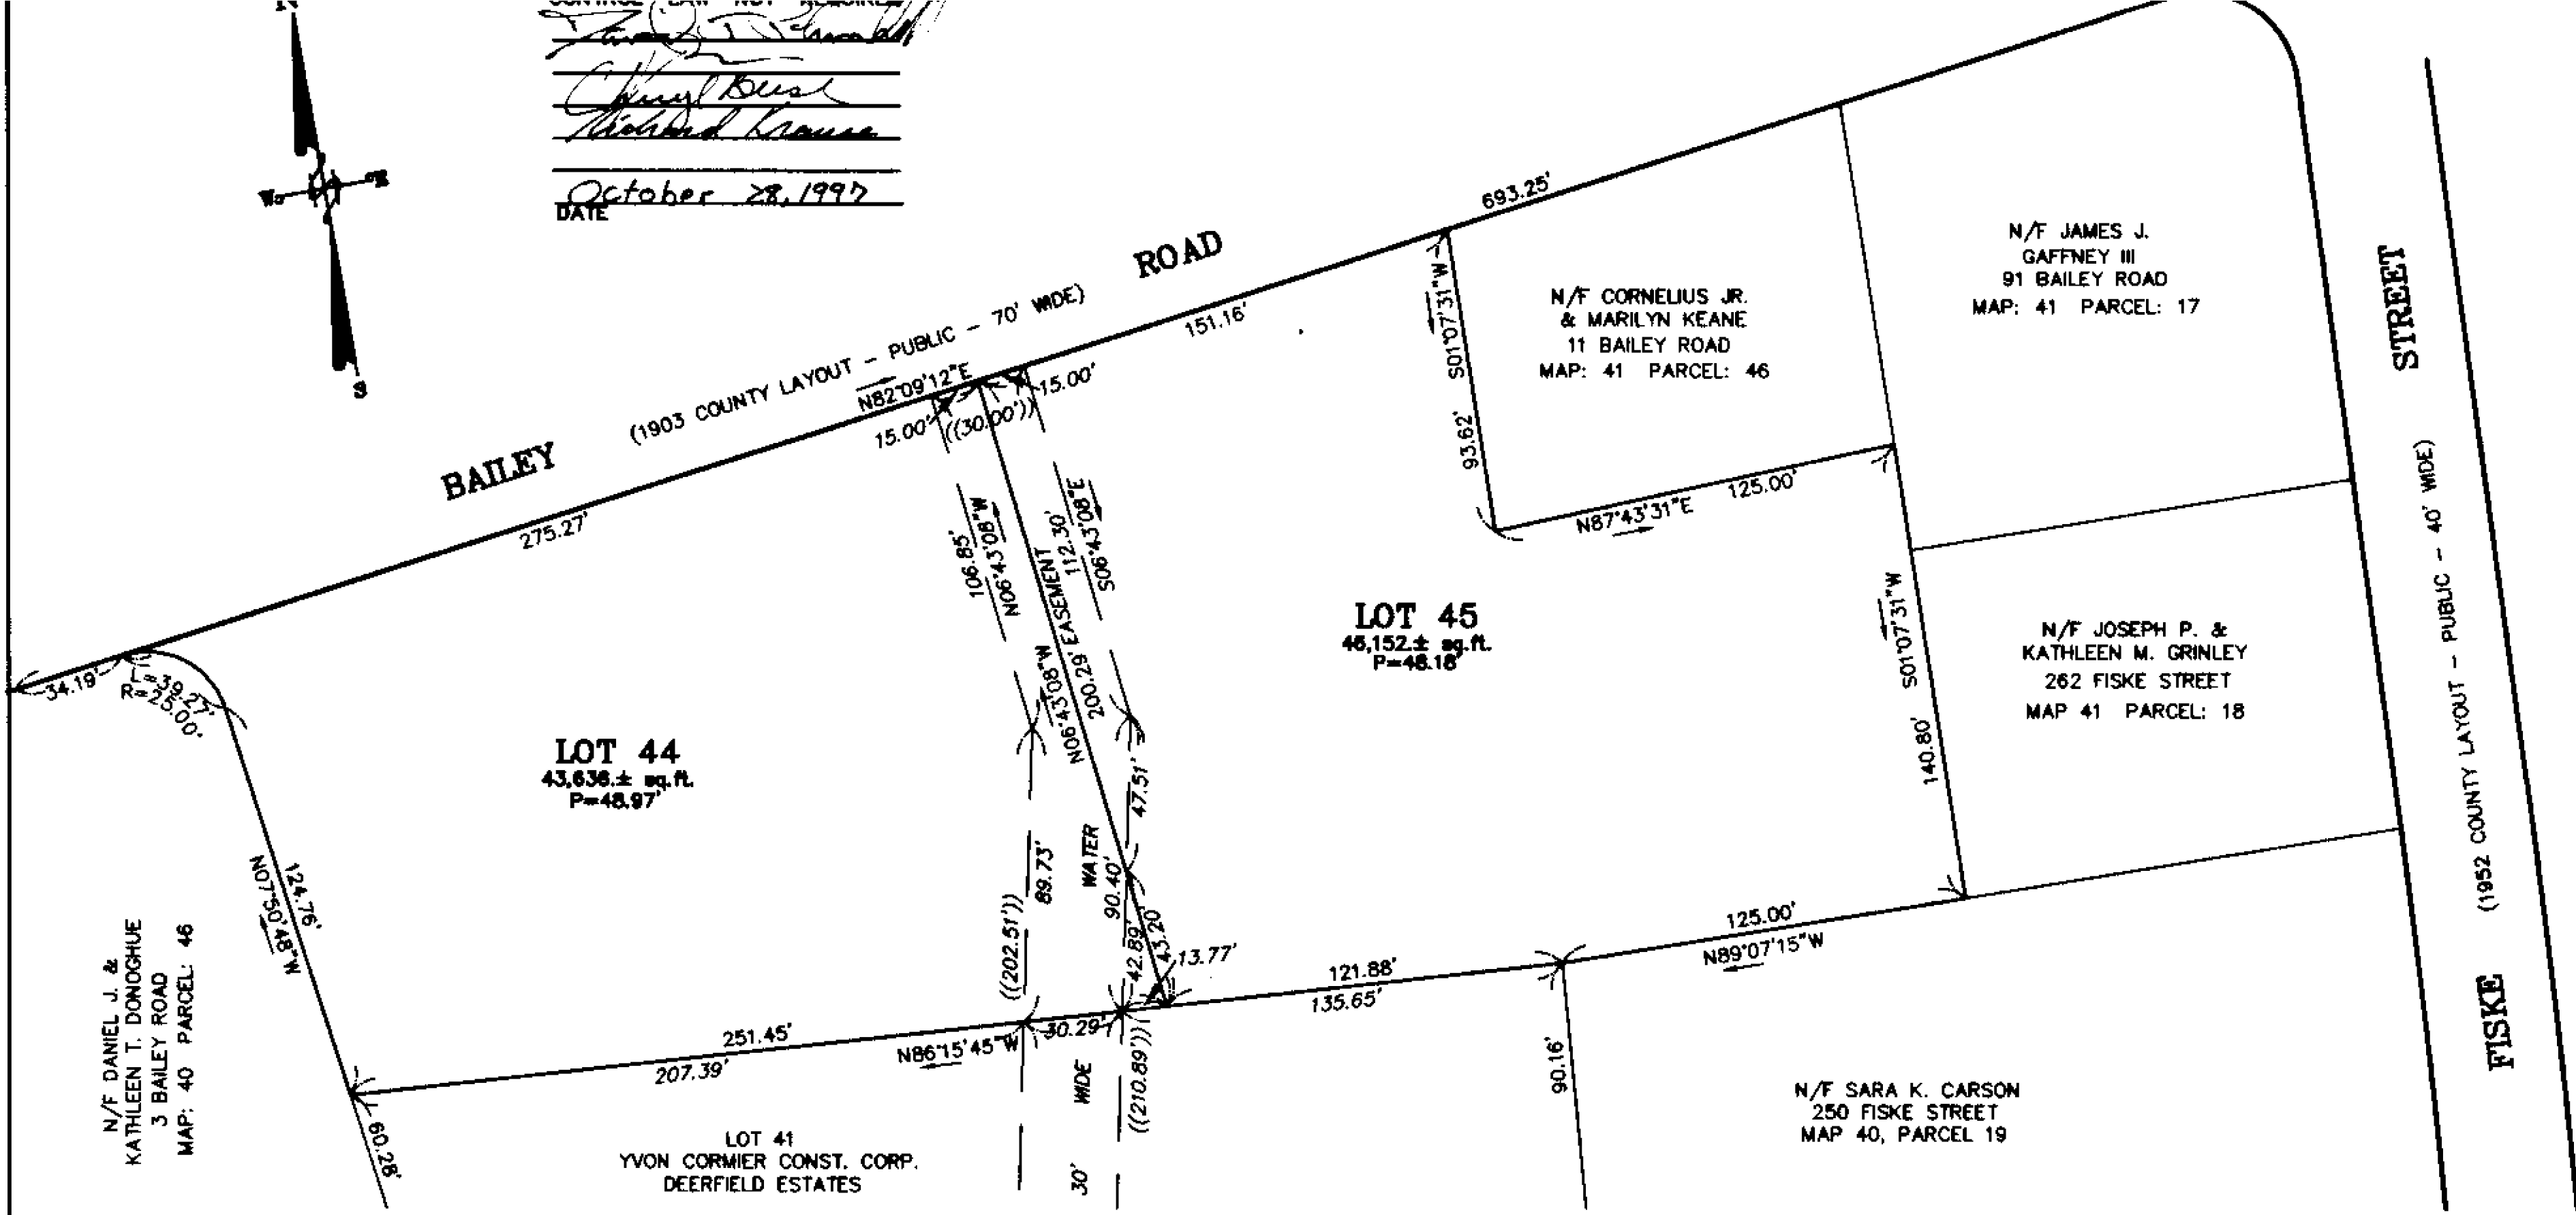 N
W
E
S
CONTROL LAW NOT REQUIRED
Cheryl Bush
Richard Krause
October 28, 1997
DATE
BAILEY ROAD
(1903 COUNTY LAYOUT - PUBLIC - 70' WIDE)
N82°09'12"E
693.25'
151.16'
15.00'
15.00'
((30.00'))
275.27'
34.19'
L=39.27'
R=25.00'
N/F CORNELIUS JR.
& MARILYN KEANE
11 BAILEY ROAD
MAP: 41 PARCEL: 46
N/F JAMES J.
GAFFNEY III
91 BAILEY ROAD
MAP: 41 PARCEL: 17
93.62' S01°07'31"W
N87°43'31"E
125.00'
106.85'
N06°43'08"W
N06°43'08"W
200.29'
112.30'
S06°43'08"E
30' WIDE WATER EASEMENT
LOT 45
46,152.± sq.ft.
P=48.18'
LOT 44
43,636.± sq.ft.
P=48.97'
140.80' S01°07'31"W
N/F JOSEPH P. &
KATHLEEN M. GRINLEY
262 FISKE STREET
MAP 41 PARCEL: 18
124.76'
N07°50'48"W
47.51'
89.73'
90.40'
42.89'
43.20'
13.77'
((202.51'))
((210.89'))
30.29'
251.45'
207.39'
N86°15'45"W
121.88'
135.65'
125.00'
N89°07'15"W
90.16'
60.28'
N/F DANIEL J. &
KATHLEEN T. DONOGHUE
3 BAILEY ROAD
MAP: 40 PARCEL: 46
LOT 41
YVON CORMIER CONST. CORP.
DEERFIELD ESTATES
N/F SARA K. CARSON
250 FISKE STREET
MAP 40, PARCEL 19
FISKE STREET
(1952 COUNTY LAYOUT - PUBLIC - 40' WIDE)